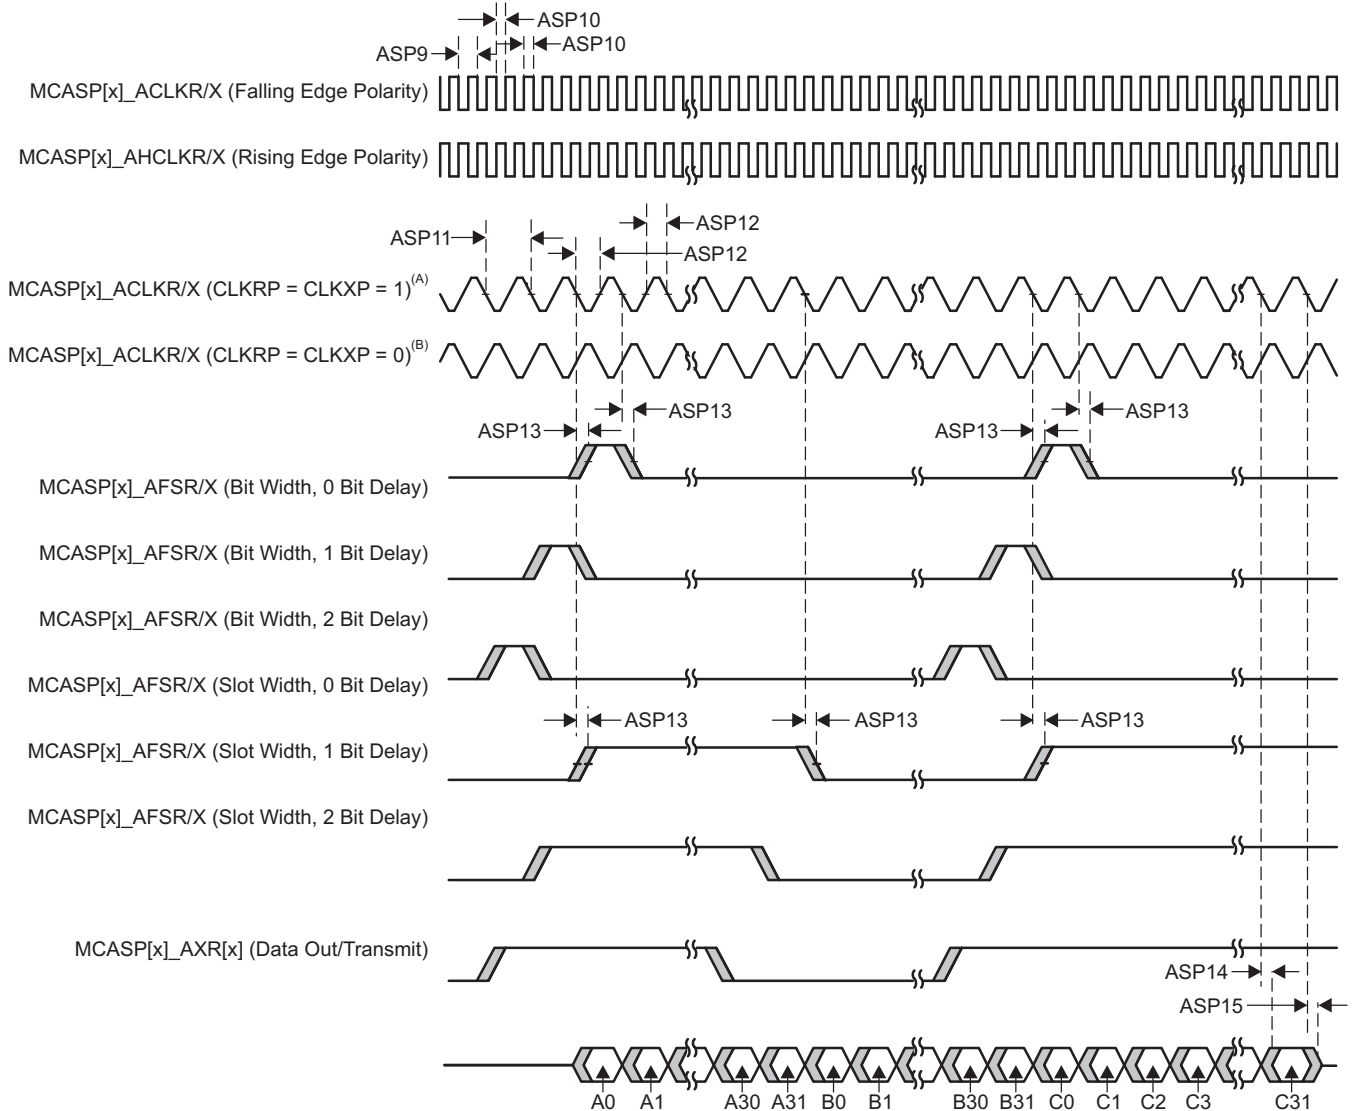 ASP10
ASP9 ASP10
MCASP[x]_ACLKR/X (Falling Edge Polarity)
MCASP[x]_AHCLKR/X (Rising Edge Polarity)
ASP12
ASP11 ASP12
MCASP[x]_ACLKR/X (CLKRP = CLKXP = 1)(A)
MCASP[x]_ACLKR/X (CLKRP = CLKXP = 0)(B)
ASP13 ASP13
ASP13 ASP13
MCASP[x]_AFSR/X (Bit Width, 0 Bit Delay)
MCASP[x]_AFSR/X (Bit Width, 1 Bit Delay)
MCASP[x]_AFSR/X (Bit Width, 2 Bit Delay)
MCASP[x]_AFSR/X (Slot Width, 0 Bit Delay)
ASP13 ASP13 ASP13
MCASP[x]_AFSR/X (Slot Width, 1 Bit Delay)
MCASP[x]_AFSR/X (Slot Width, 2 Bit Delay)
MCASP[x]_AXR[x] (Data Out/Transmit)
ASP14
ASP15
A0 A1 A30 A31 B0 B1 B30 B31 C0 C1 C2 C3 C31